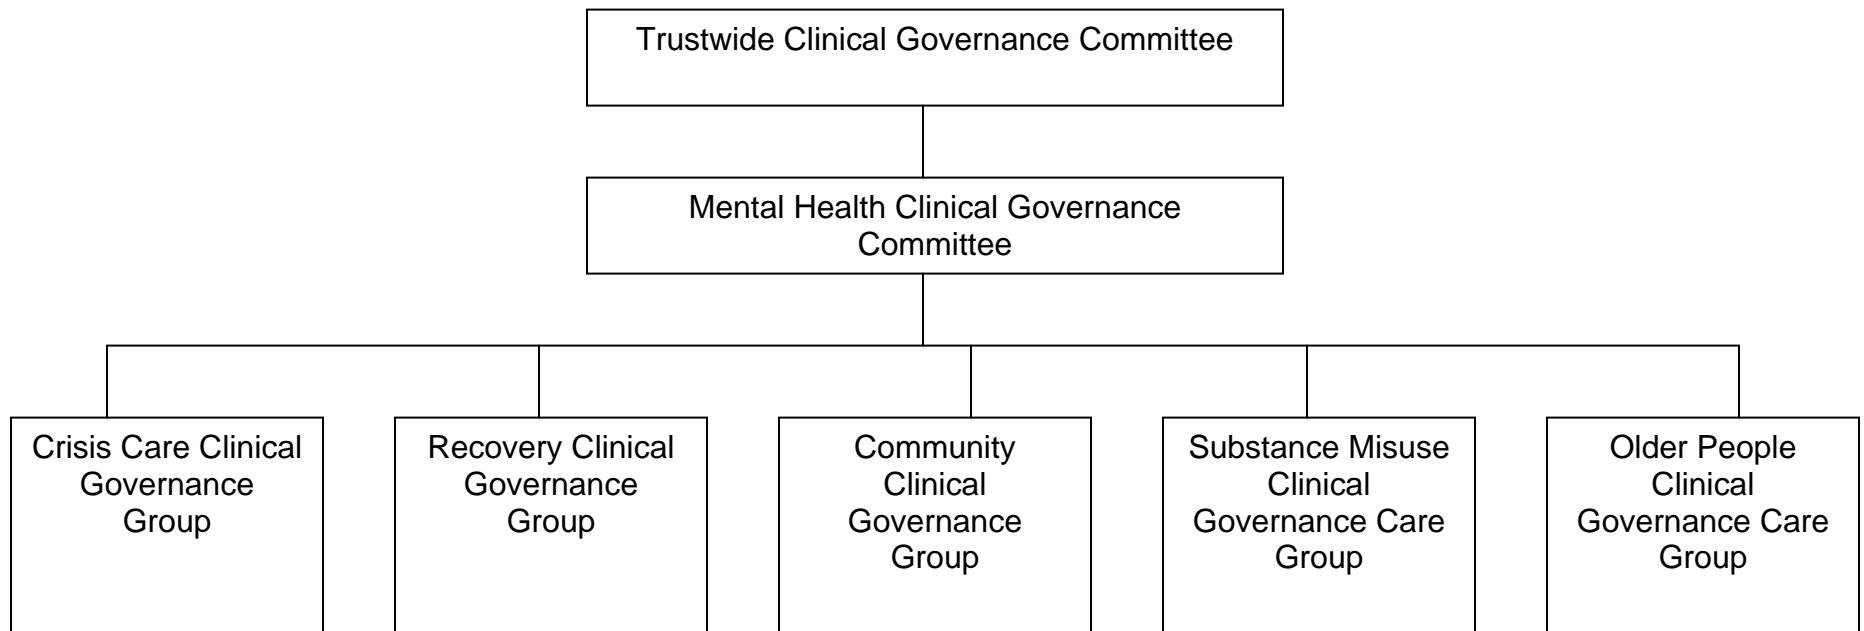 Trustwide Clinical Governance Committee
Mental Health Clinical Governance
Committee
Crisis Care Clinical
Governance
Group
Recovery Clinical
Governance
Group
Community
Clinical
Governance
Group
Substance Misuse
Clinical
Governance Care
Group
Older People
Clinical
Governance Care
Group